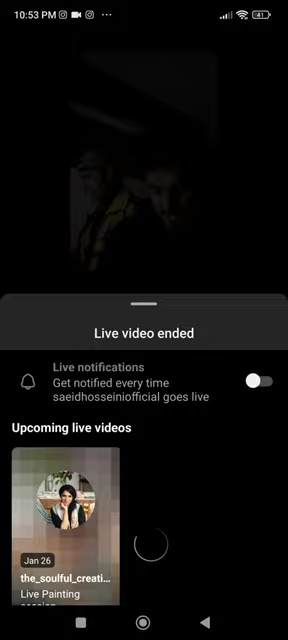 10:53 PM
41
Live video ended
Live notifications
Get notified every time
saeidhosseiniofficial goes live
Upcoming live videos
Jan 26
the_soulful_creati...
Live Painting
session